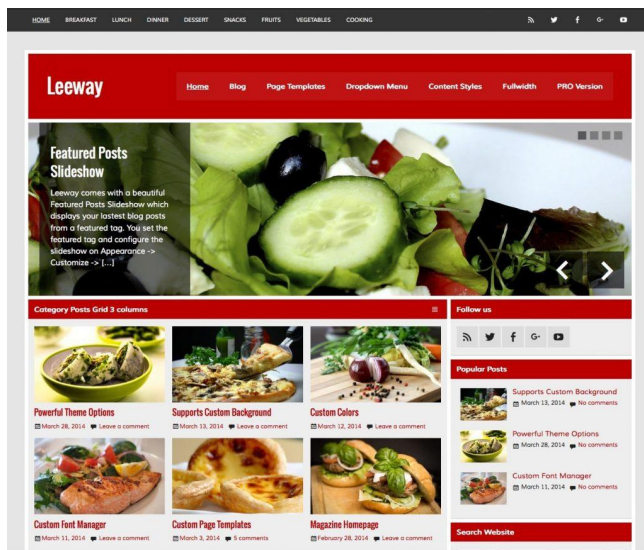 HOME BREAKFAST LUNCH DINNER DESSERT SNACKS FRUITS VEGETABLES COOKING
Leeway
Home Blog Page Templates Dropdown Menu Content Styles Fullwidth PRO Version
Featured Posts
Slideshow
Leeway comes with a beautiful
Featured Posts Slideshow which
displays your lastest blog posts
from a featured tag. You set the
featured tag and configure the
slideshow on Appearance ->
Customize -> [...]
Category Posts Grid 3 columns
Powerful Theme Options
March 28, 2014 Leave a comment
Supports Custom Background
March 13, 2014 Leave a comment
Custom Colors
March 12, 2014 Leave a comment
Custom Font Manager
March 11, 2014 Leave a comment
Custom Page Templates
March 3, 2014 5 comments
Magazine Homepage
February 28, 2014 Leave a comment
Follow us
Popular Posts
Supports Custom Background
March 13, 2014 No comments
Powerful Theme Options
March 28, 2014 No comments
Custom Font Manager
March 11, 2014 No comments
Search Website